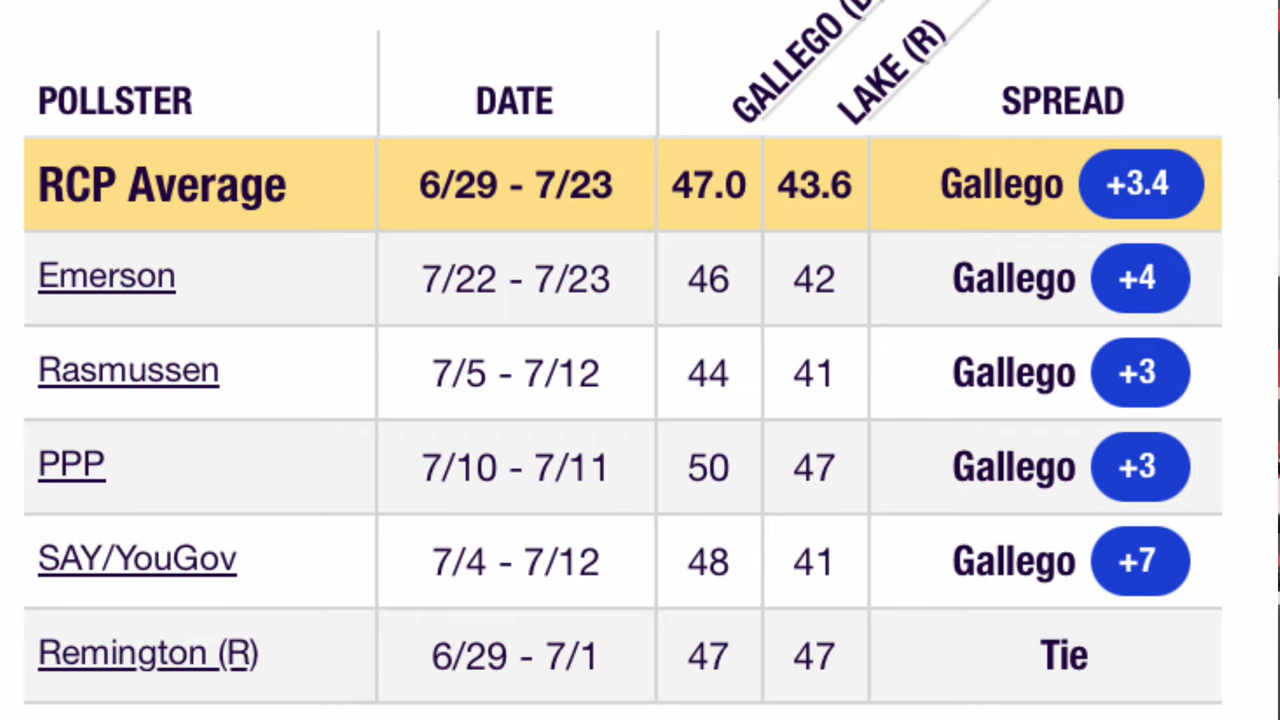 GALLEGO (D
LAKE (R)
POLLSTER DATE SPREAD
RCP Average 6/29 - 7/23 47.0 43.6 Gallego +3.4
Emerson 7/22 - 7/23 46 42 Gallego +4
Rasmussen 7/5 - 7/12 44 41 Gallego +3
PPP 7/10 - 7/11 50 47 Gallego +3
SAY/YouGov 7/4 - 7/12 48 41 Gallego +7
Remington (R) 6/29 - 7/1 47 47 Tie